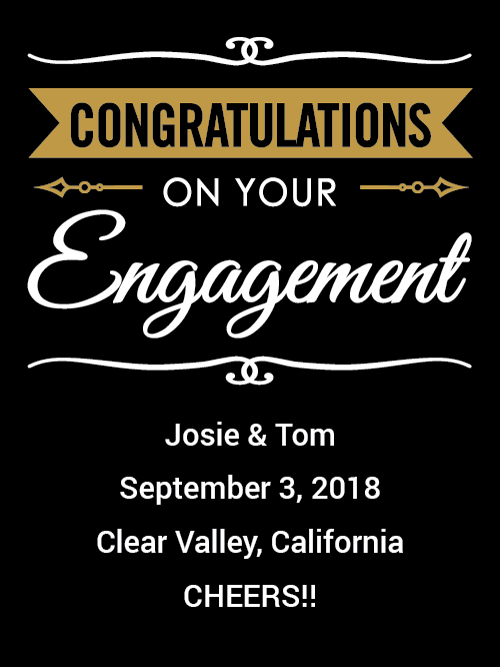 CONGRATULATIONS
ON YOUR
Engagement
Josie & Tom
September 3, 2018
Clear Valley, California
CHEERS!!